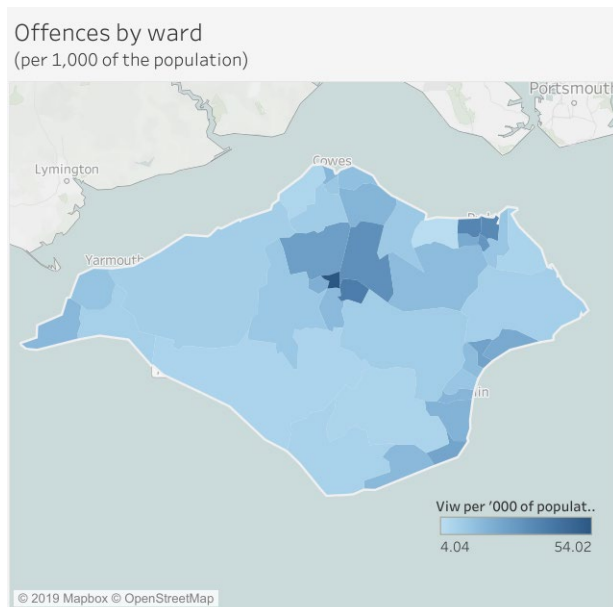 Offences by ward
(per 1,000 of the population)
Portsmouth
Lymington
Cowes
Yarmouth
Viw per '000 of populat..
4.04
54.02
© 2019 Mapbox © OpenStreetMap